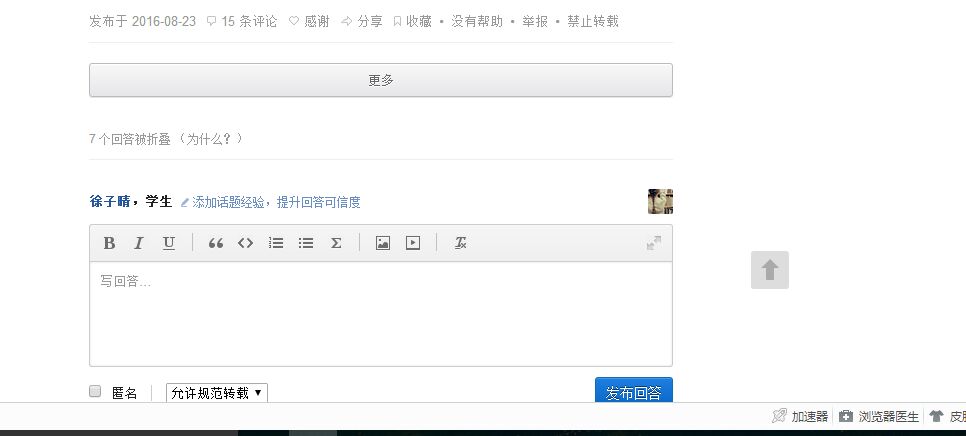 发布于 2016-08-23 15 条评论 感谢 分享 收藏 • 没有帮助 • 举报 • 禁止转载
更多
7 个回答被折叠（为什么？）
徐子晴，学生 添加话题经验，提升回答可信度
B I U “ <> Σ
写回答...
匿名 允许规范转载 发布回答
加速器 浏览器医生 皮肤